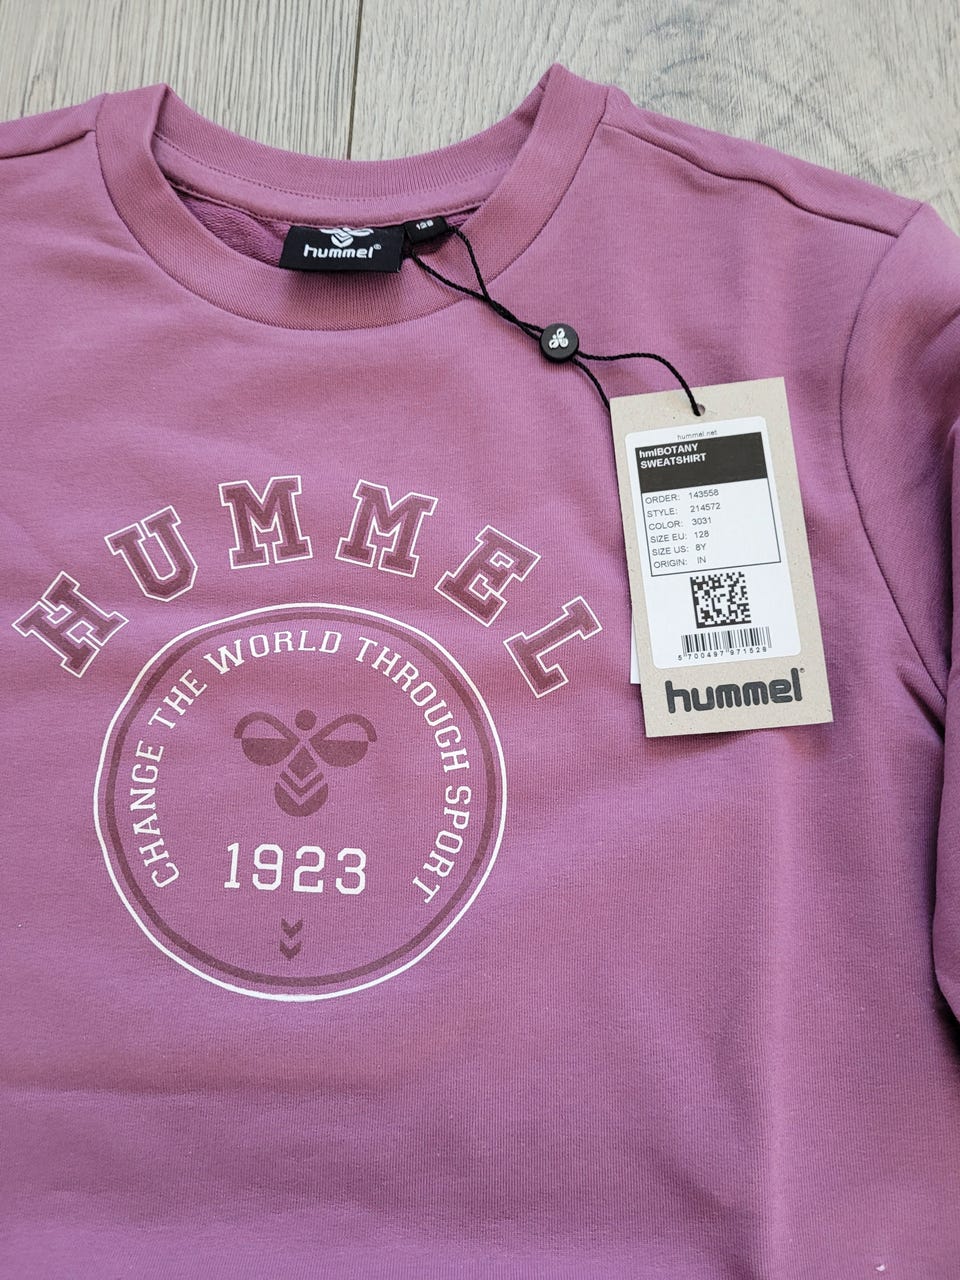 hummel®
128
hummel.net
hmlBOTANY
SWEATSHIRT
ORDER: 143558
STYLE: 214572
COLOR: 3031
SIZE EU: 128
SIZE US: 8Y
ORIGIN: IN
5 700497 971528
hummel®
HUMMEL
CHANGE THE WORLD THROUGH SPORT
1923